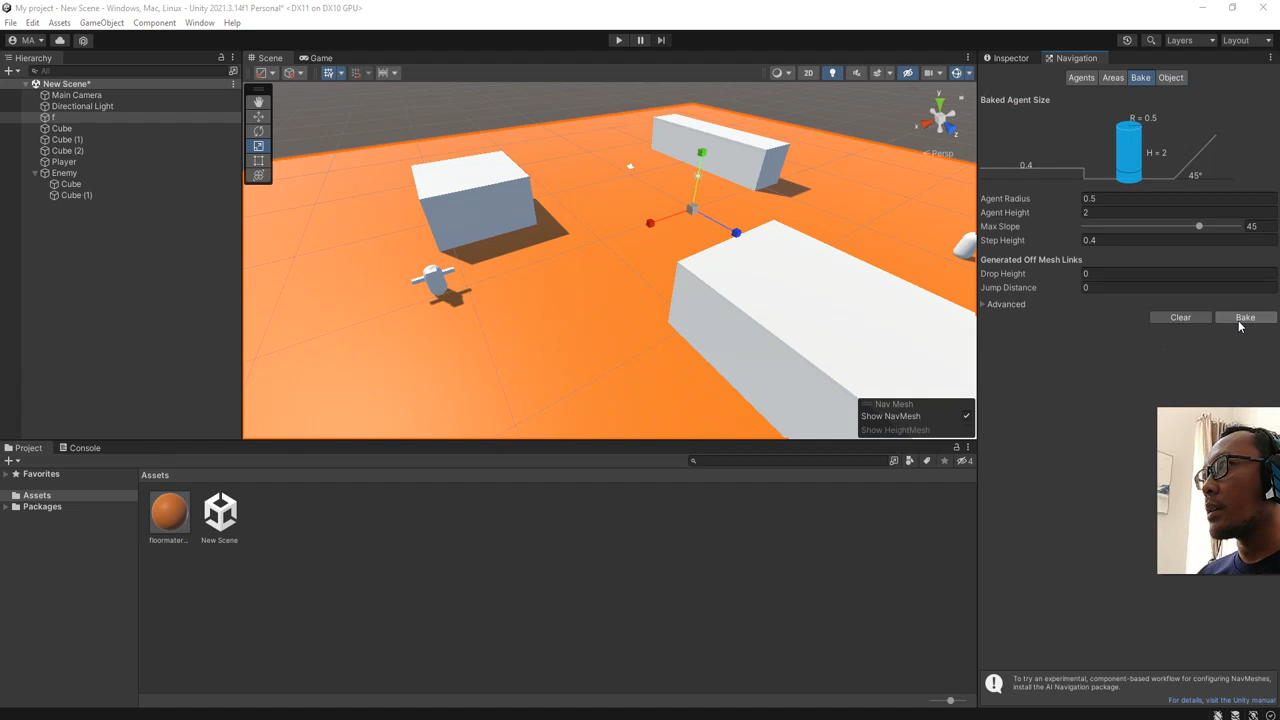 My project - New Scene - Windows, Mac, Linux - Unity 2021.3.14f1 Personal* <DX11 on DX10 GPU>
File Edit Assets GameObject Component Window Help
MA
Layers Layout
Hierarchy
All
New Scene*
Main Camera
Directional Light
f
Cube
Cube (1)
Cube (2)
Player
Enemy
Cube
Cube (1)
Scene Game
2D
y
x
z
Persp
Nav Mesh
Show NavMesh
Show HeightMesh
Inspector Navigation
Agents Areas Bake Object
Baked Agent Size
R = 0.5
H = 2
0.4
45°
Agent Radius 0.5
Agent Height 2
Max Slope 45
Step Height 0.4
Generated Off Mesh Links
Drop Height 0
Jump Distance 0
Advanced
Clear Bake
Project Console
4
Favorites
Assets
Packages
Assets
floormater...
New Scene
To try an experimental, component-based workflow for configuring NavMeshes,
install the AI Navigation package.
For details, visit the Unity manual